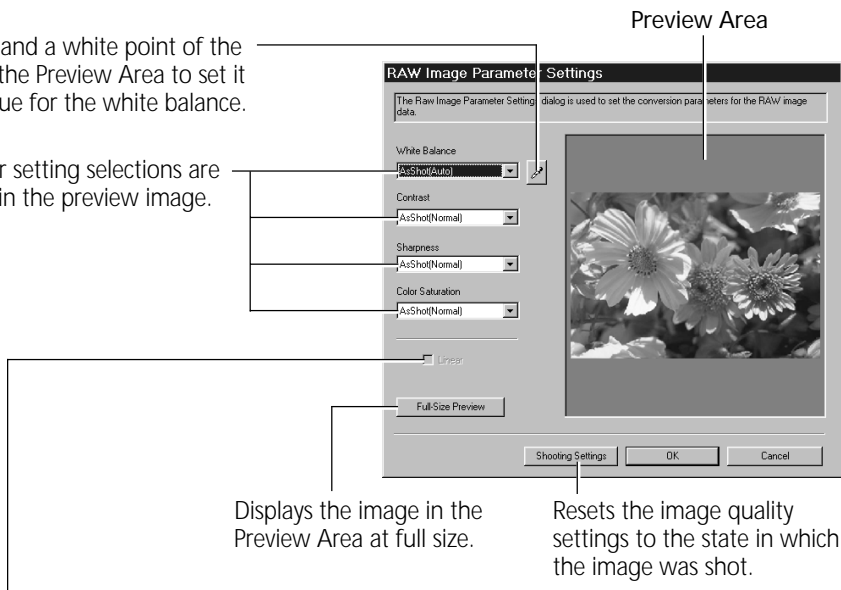 Preview Area
and a white point of the
the Preview Area to set it
ue for the white balance.
r setting selections are
in the preview image.
RAW Image Parameter Settings
The Raw Image Parameter Settings dialog is used to set the conversion parameters for the RAW image
data.
White Balance
AsShot(Auto)
Contrast
AsShot(Normal)
Sharpness
AsShot(Normal)
Color Saturation
AsShot(Normal)
Linear
Full-Size Preview
Shooting Settings OK Cancel
Displays the image in the
Preview Area at full size.
Resets the image quality
settings to the state in which
the image was shot.